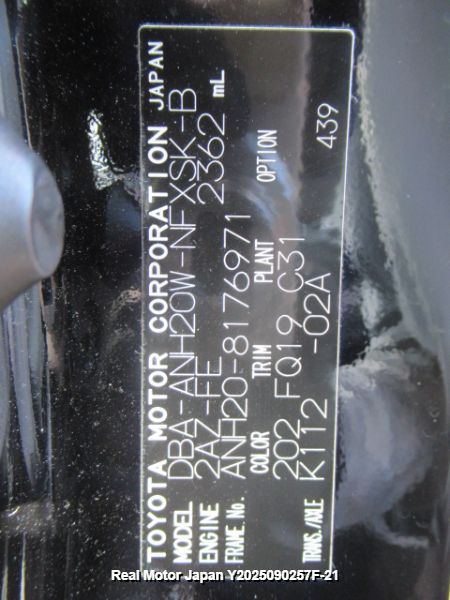 TOYOTA MOTOR CORPORATION JAPAN
MODEL DBA-ANH20W-NFXSK-B
ENGINE 2AZ-FE 2362 mL
FRAME No. ANH20-8176971
COLOR TRIM PLANT OPTION
202 FQ19 C31 439
TRANS./AXLE K112 -02A
Real Motor Japan Y2025090257F-21